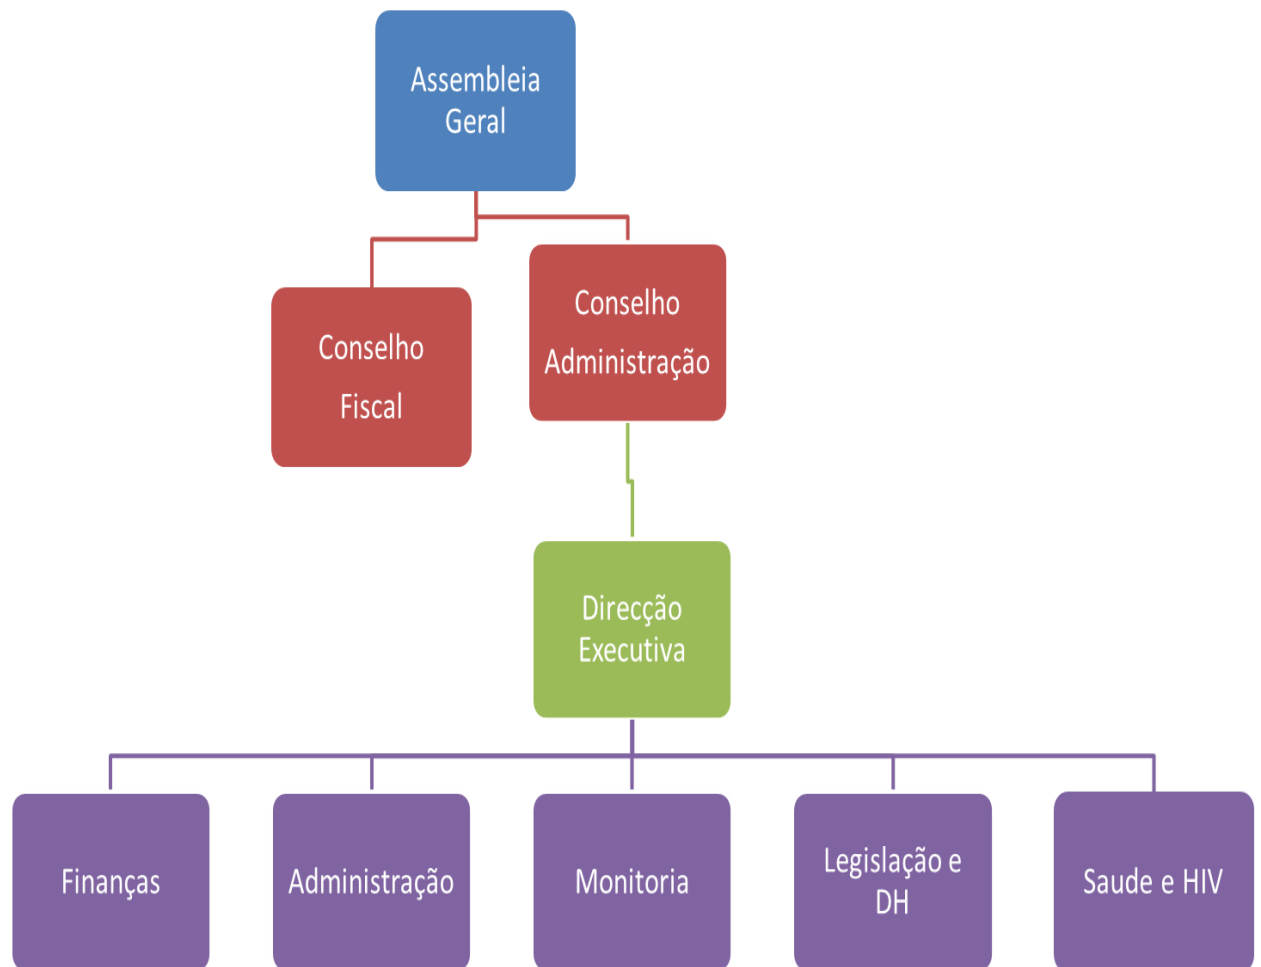 Assembleia
Geral
Conselho
Administração
Conselho
Fiscal
Direcção
Executiva
Finanças
Administração
Monitoria
Legislação e
DH
Saude e HIV